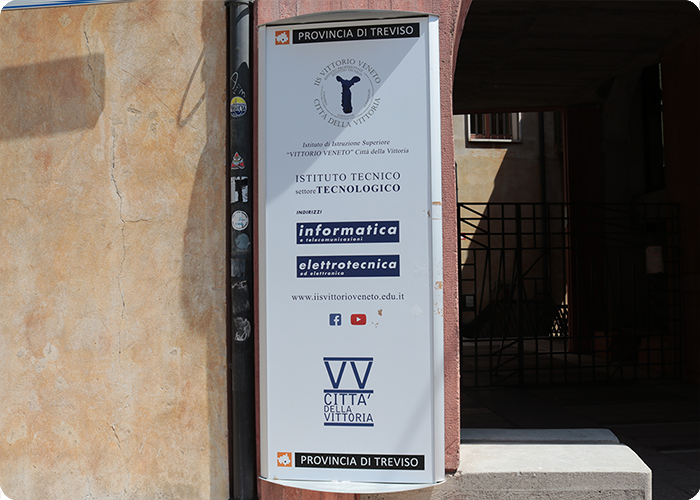 PROVINCIA DI TREVISO
IIS VITTORIO VENETO
CITTÀ DELLA VITTORIA
Istituto di Istruzione Superiore
"VITTORIO VENETO" Città della Vittoria
ISTITUTO TECNICO
settore TECNOLOGICO
INDIRIZZI
informatica
e telecomunicazioni
elettrotecnica
ed elettronica
www.iisvittorioveneto.edu.it
VV
CITTA'
DELLA
VITTORIA
PROVINCIA DI TREVISO